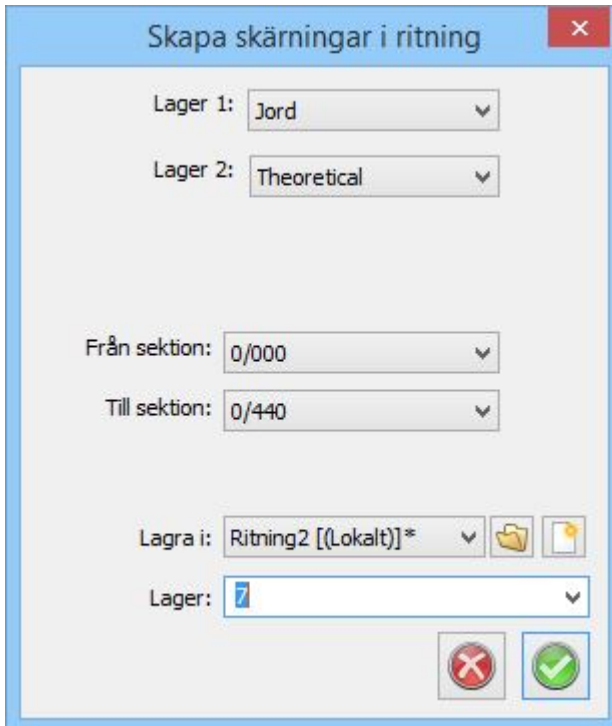 Skapa skärningar i ritning
Lager 1: Jord
Lager 2: Theoretical
Från sektion: 0/000
Till sektion: 0/440
Lagra i: Ritning2 [(Lokalt)]*
Lager: 7